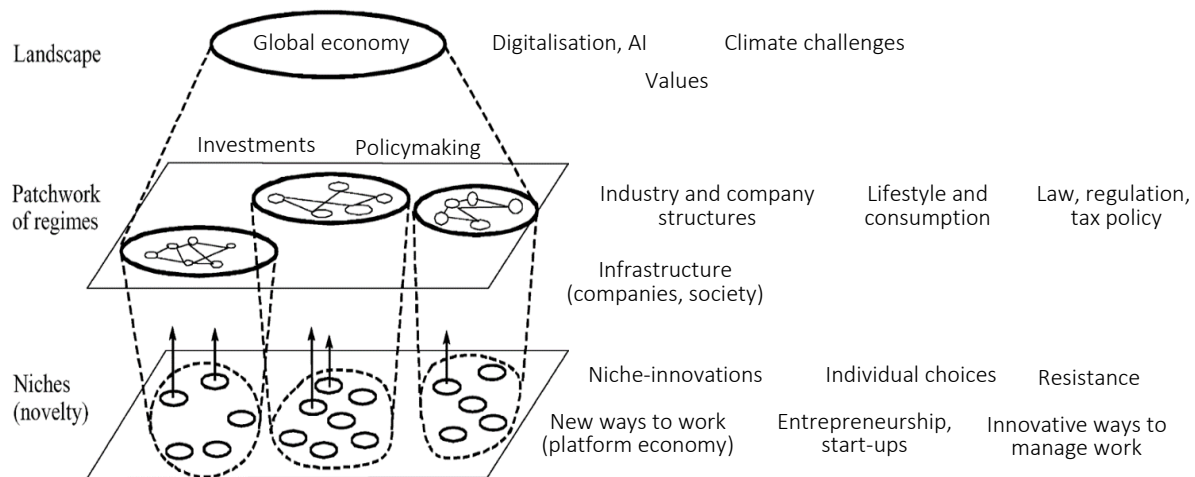 Landscape
Global economy
Digitalisation, AI
Climate challenges
Values
Investments
Policymaking
Patchwork
of regimes
Industry and company
structures
Lifestyle and
consumption
Law, regulation,
tax policy
Infrastructure
(companies, society)
Niches
(novelty)
Niche-innovations
Individual choices
Resistance
New ways to work
(platform economy)
Entrepreneurship,
start-ups
Innovative ways to
manage work